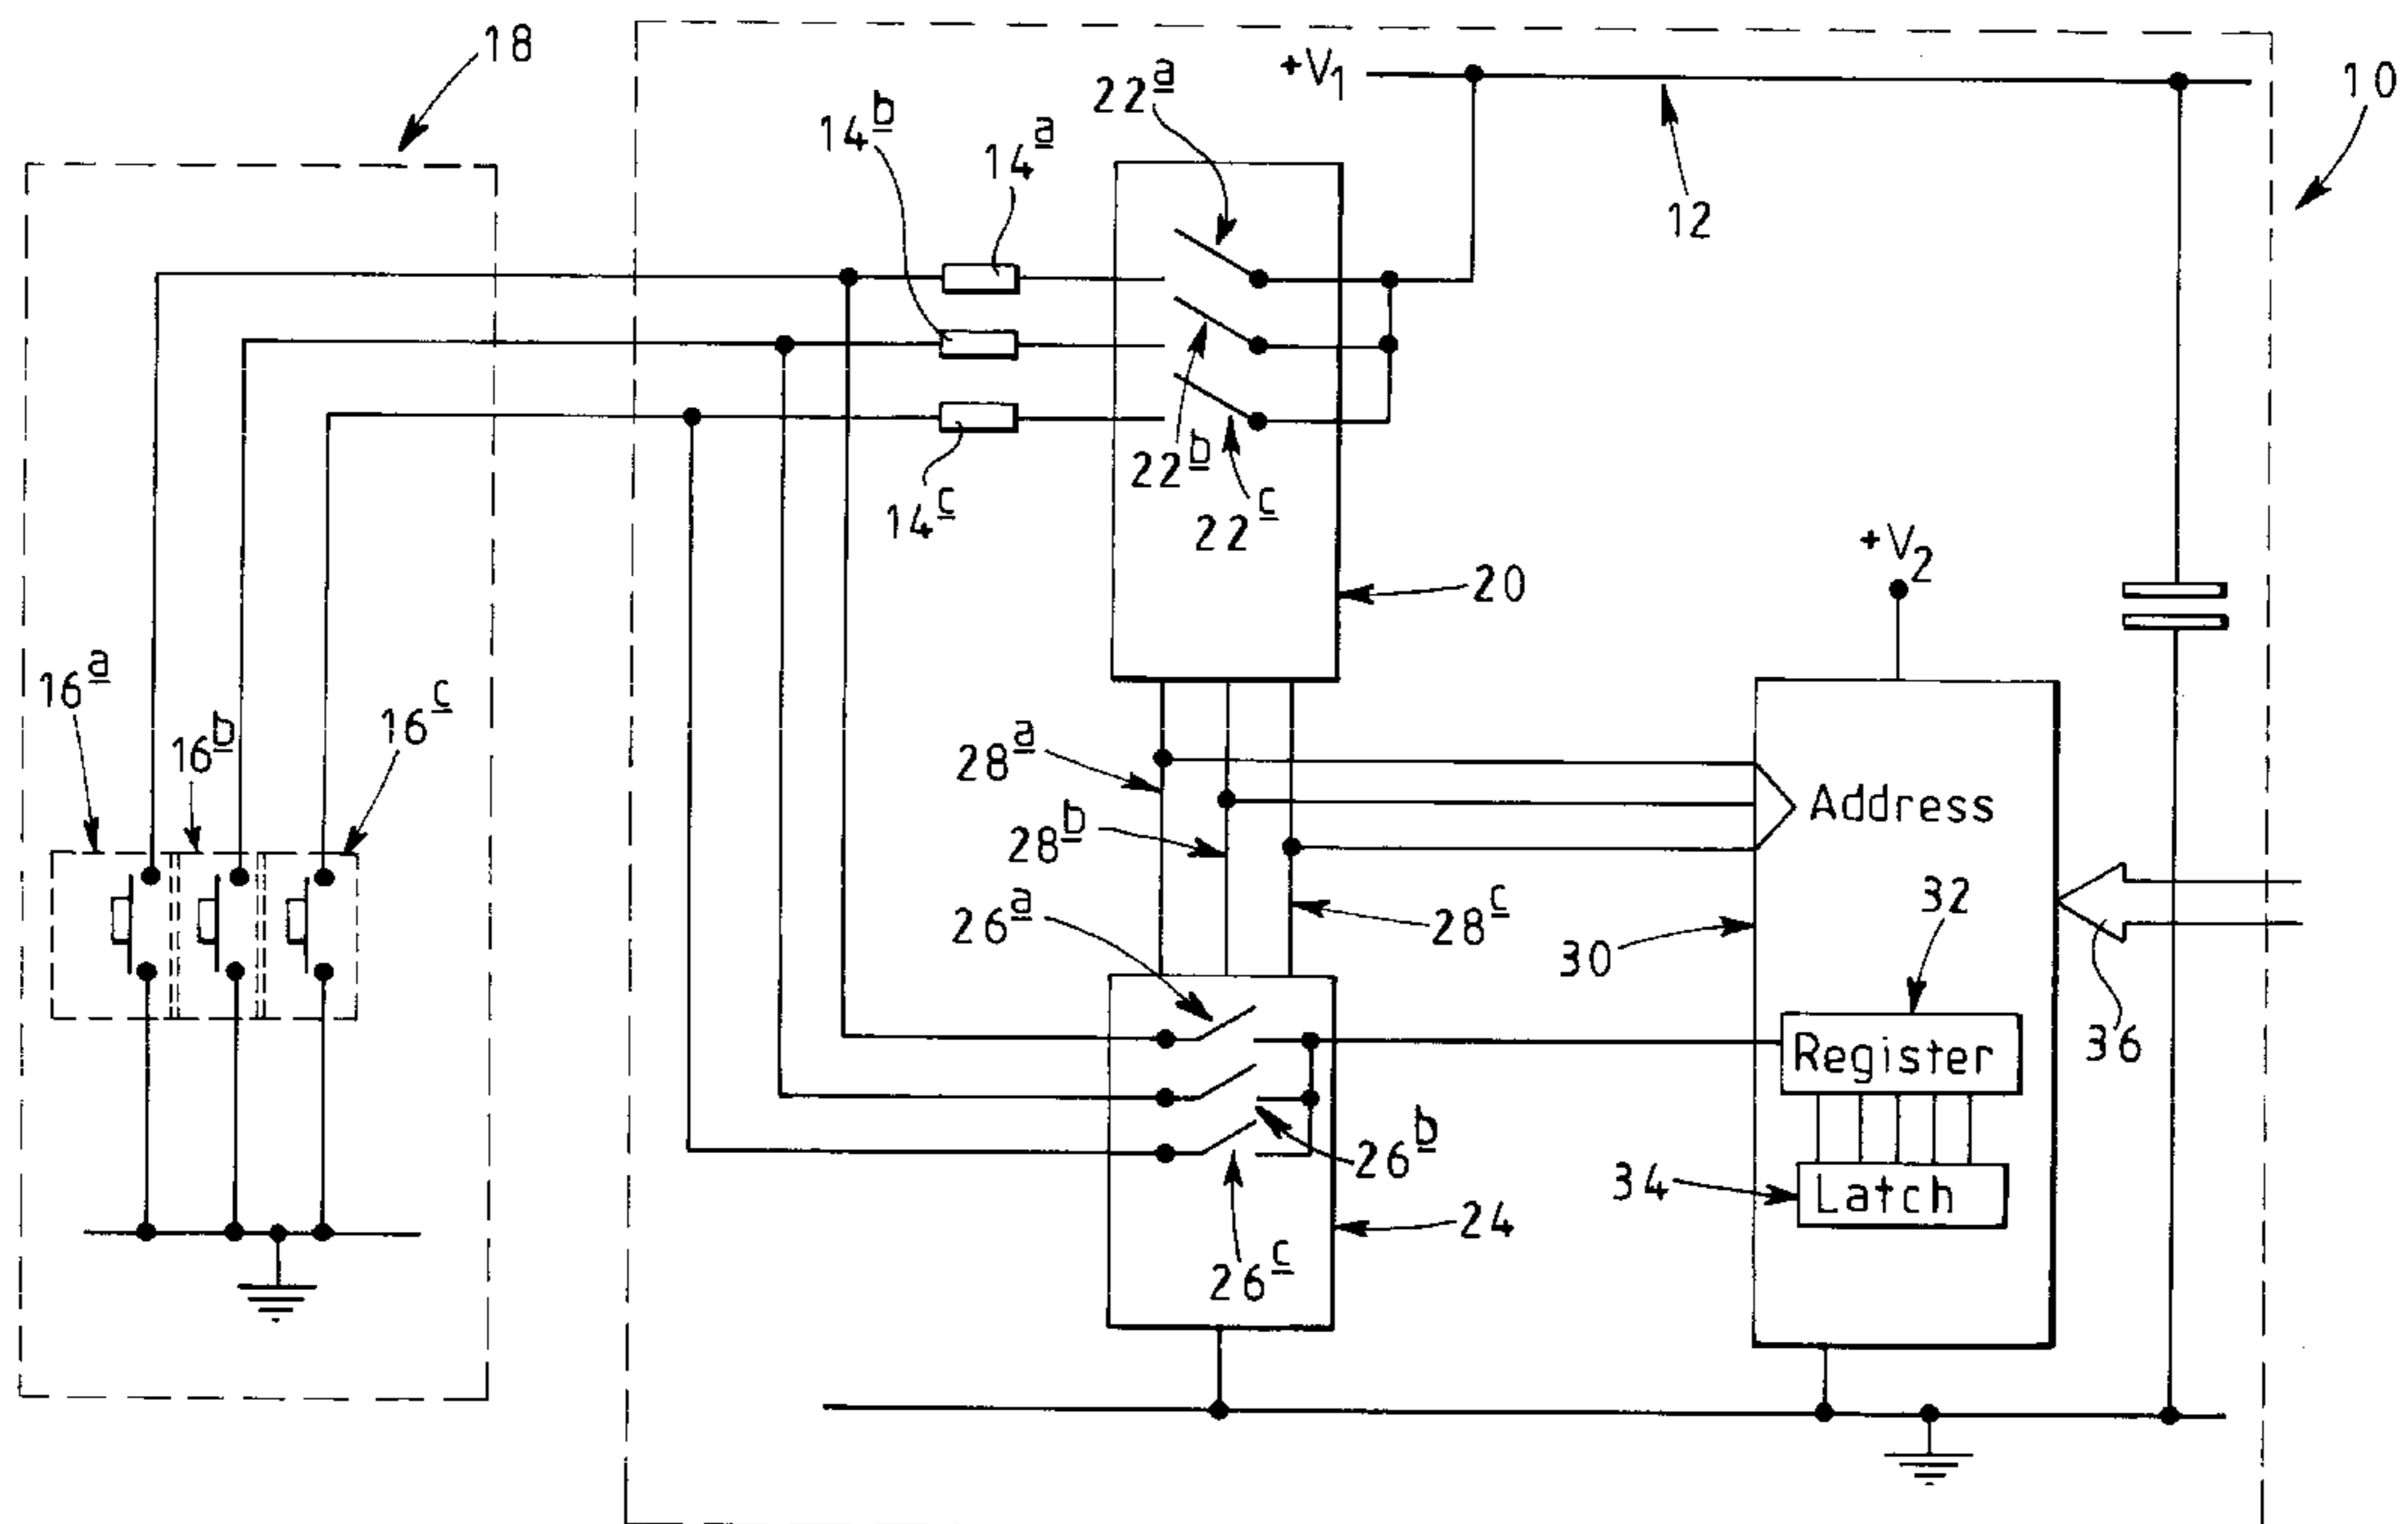 18
+V1
10
22a
14b
14a
12
22b
14c
22c
+V2
20
16a
16b
16c
28a
Address
28b
32
26a
28c
30
Register
36
26b
34
Latch
24
26c